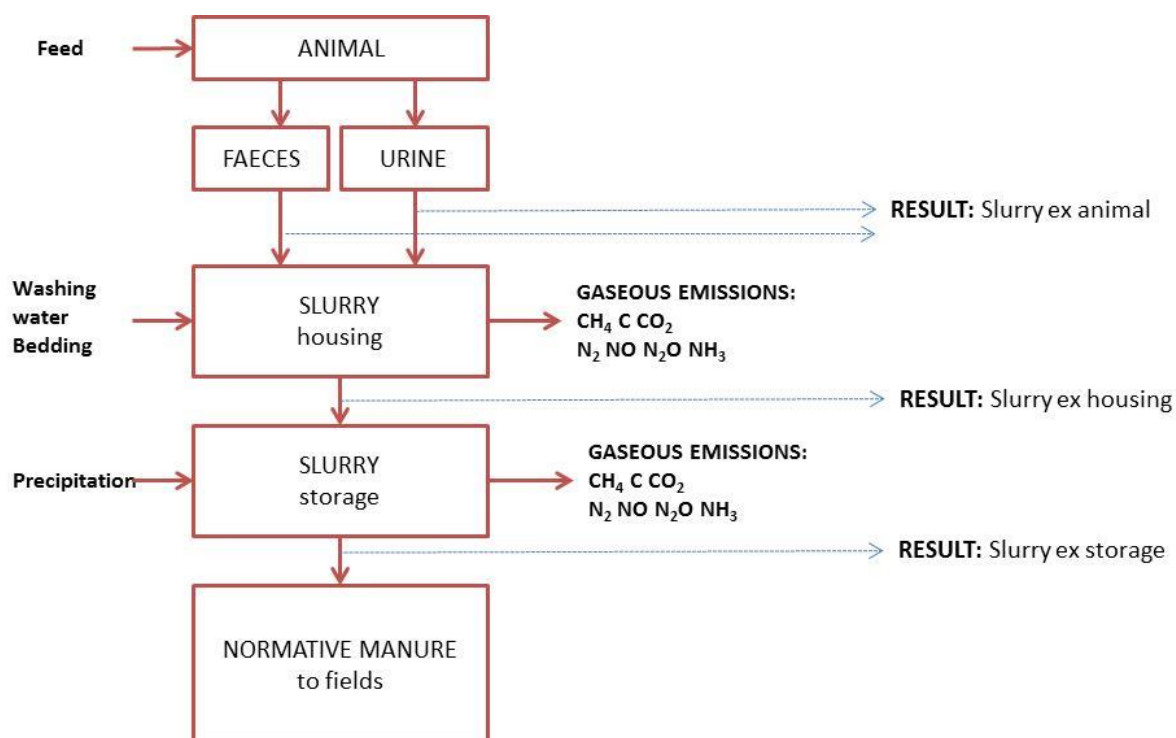 Feed
ANIMAL
FAECES
URINE
RESULT: Slurry ex animal
Washing
water
Bedding
SLURRY
housing
GASEOUS EMISSIONS:
CH₄ C CO₂
N₂ NO N₂O NH₃
RESULT: Slurry ex housing
Precipitation
SLURRY
storage
GASEOUS EMISSIONS:
CH₄ C CO₂
N₂ NO N₂O NH₃
RESULT: Slurry ex storage
NORMATIVE MANURE
to fields